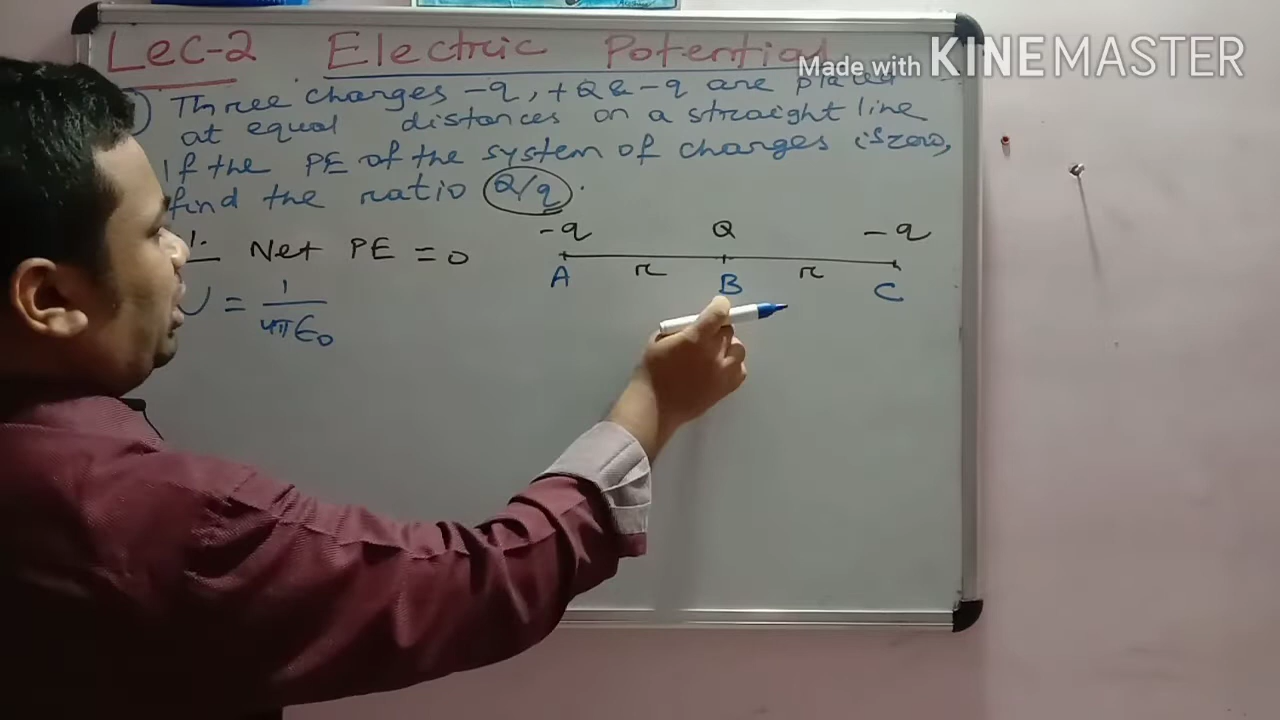 Lec-2 Electric Potential
Made with KINEMASTER
) Three charges -q, +Q & -q are placed
at equal distances on a straight line
If the PE of the system of charges is zero,
find the ratio Q/q.
-q Q -q
Net PE = 0
r r
A B C
U = 1/4πϵ₀